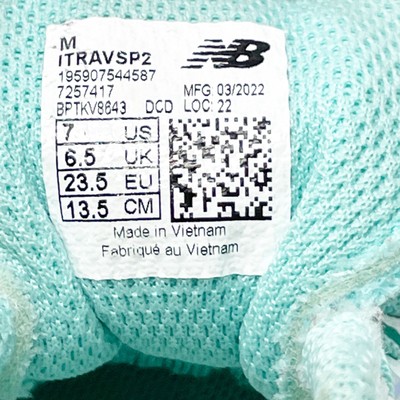 M
ITRAVSP2
NB
195907544587
7257417 MFG: 03/2022
BPTKV8643 DCD LOC: 22
7 US
6.5 UK
23.5 EU
13.5 CM
Made in Vietnam
Fabriqué au Vietnam